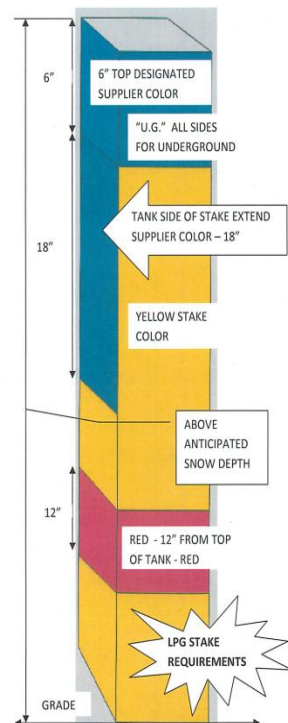 6"
6" TOP DESIGNATED
SUPPLIER COLOR
"U.G." ALL SIDES
FOR UNDERGROUND
TANK SIDE OF STAKE EXTEND
SUPPLIER COLOR – 18"
18"
YELLOW STAKE
COLOR
ABOVE
ANTICIPATED
SNOW DEPTH
12"
RED - 12" FROM TOP
OF TANK - RED
LPG STAKE
REQUIREMENTS
GRADE